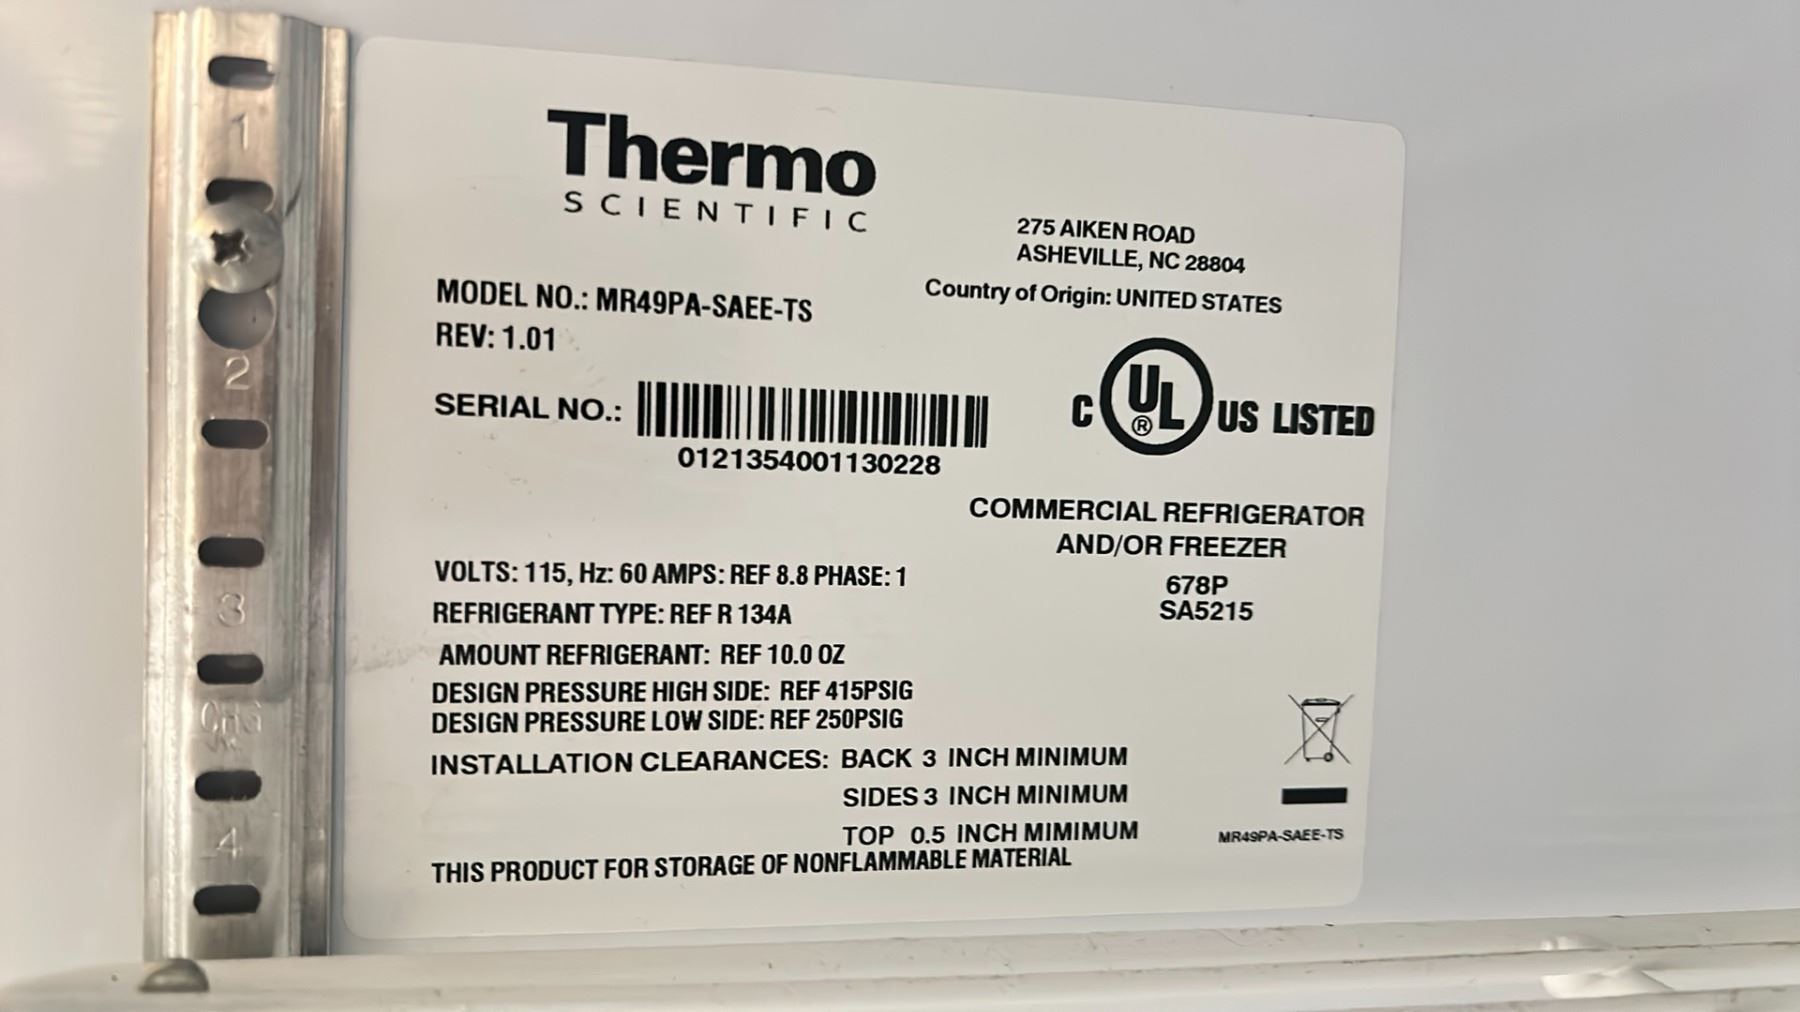 Thermo
SCIENTIFIC
275 AIKEN ROAD
ASHEVILLE, NC 28804
Country of Origin: UNITED STATES
MODEL NO.: MR49PA-SAEE-TS
REV: 1.01
SERIAL NO.:
0121354001130228
C UL ® US LISTED
COMMERCIAL REFRIGERATOR
AND/OR FREEZER
678P
SA5215
VOLTS: 115, Hz: 60 AMPS: REF 8.8 PHASE: 1
REFRIGERANT TYPE: REF R 134A
AMOUNT REFRIGERANT: REF 10.0 OZ
DESIGN PRESSURE HIGH SIDE: REF 415PSIG
DESIGN PRESSURE LOW SIDE: REF 250PSIG
INSTALLATION CLEARANCES: BACK 3 INCH MINIMUM
SIDES 3 INCH MINIMUM
TOP 0.5 INCH MIMIMUM
THIS PRODUCT FOR STORAGE OF NONFLAMMABLE MATERIAL
MR49PA-SAEE-TS
1
2
3
4